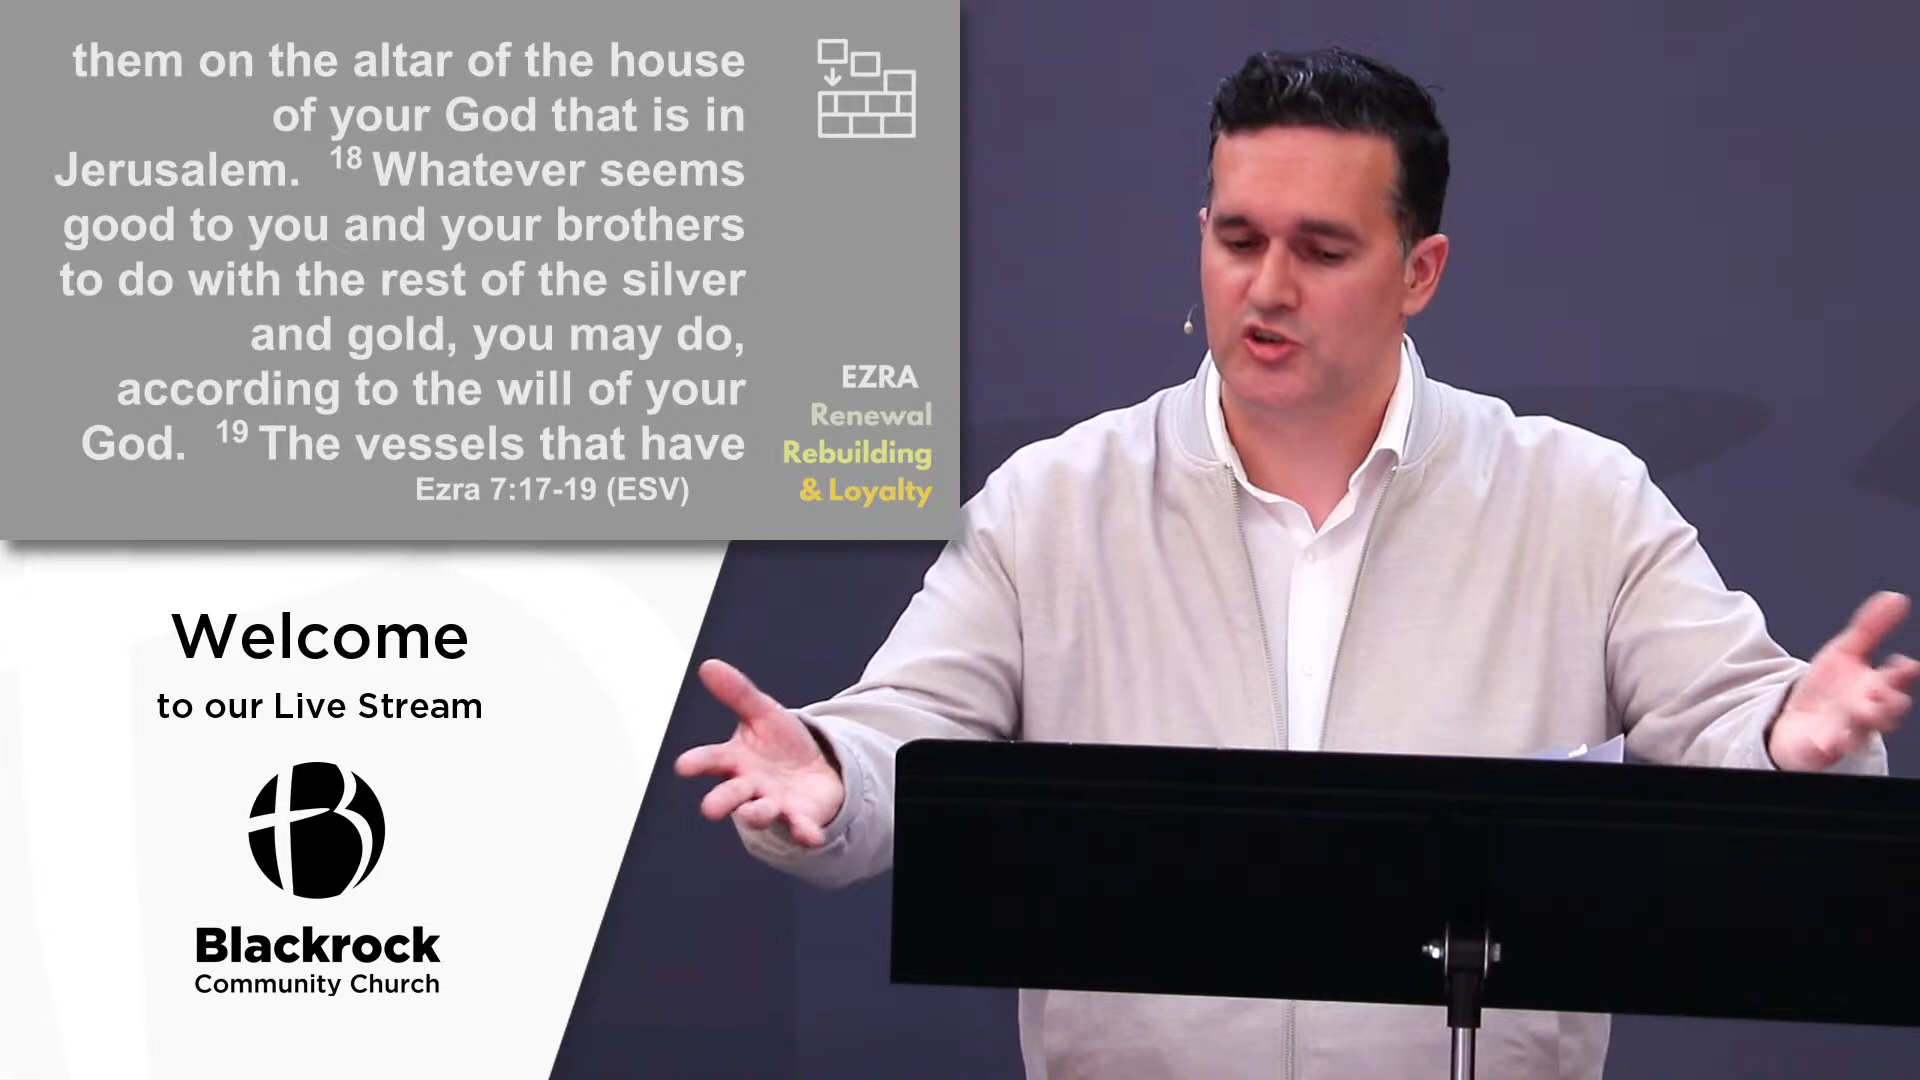 them on the altar of the house
of your God that is in
Jerusalem. 18 Whatever seems
good to you and your brothers
to do with the rest of the silver
and gold, you may do,
according to the will of your
God. 19 The vessels that have
Ezra 7:17-19 (ESV)
EZRA
Renewal
Rebuilding
& Loyalty
Welcome
to our Live Stream
Blackrock
Community Church